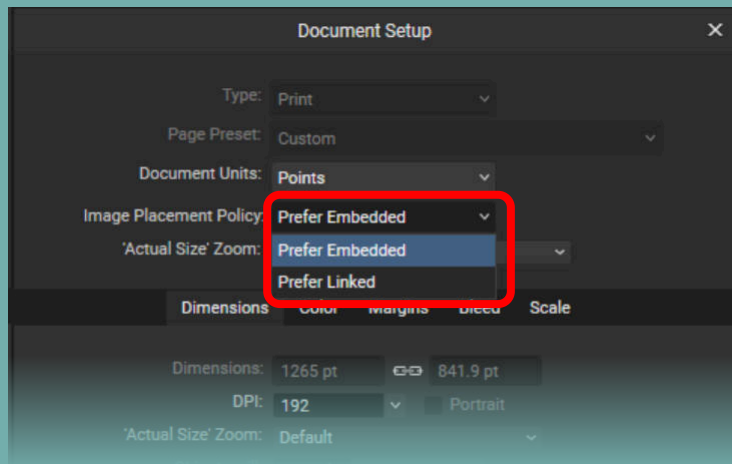 Document Setup
Type: Print
Page Preset: Custom
Document Units: Points
Image Placement Policy: Prefer Embedded
'Actual Size' Zoom: Prefer Embedded
Prefer Linked
Dimensions Color Margins Bleed Scale
Dimensions: 1265 pt 841.9 pt
DPI: 192 Portrait
'Actual Size' Zoom: Default